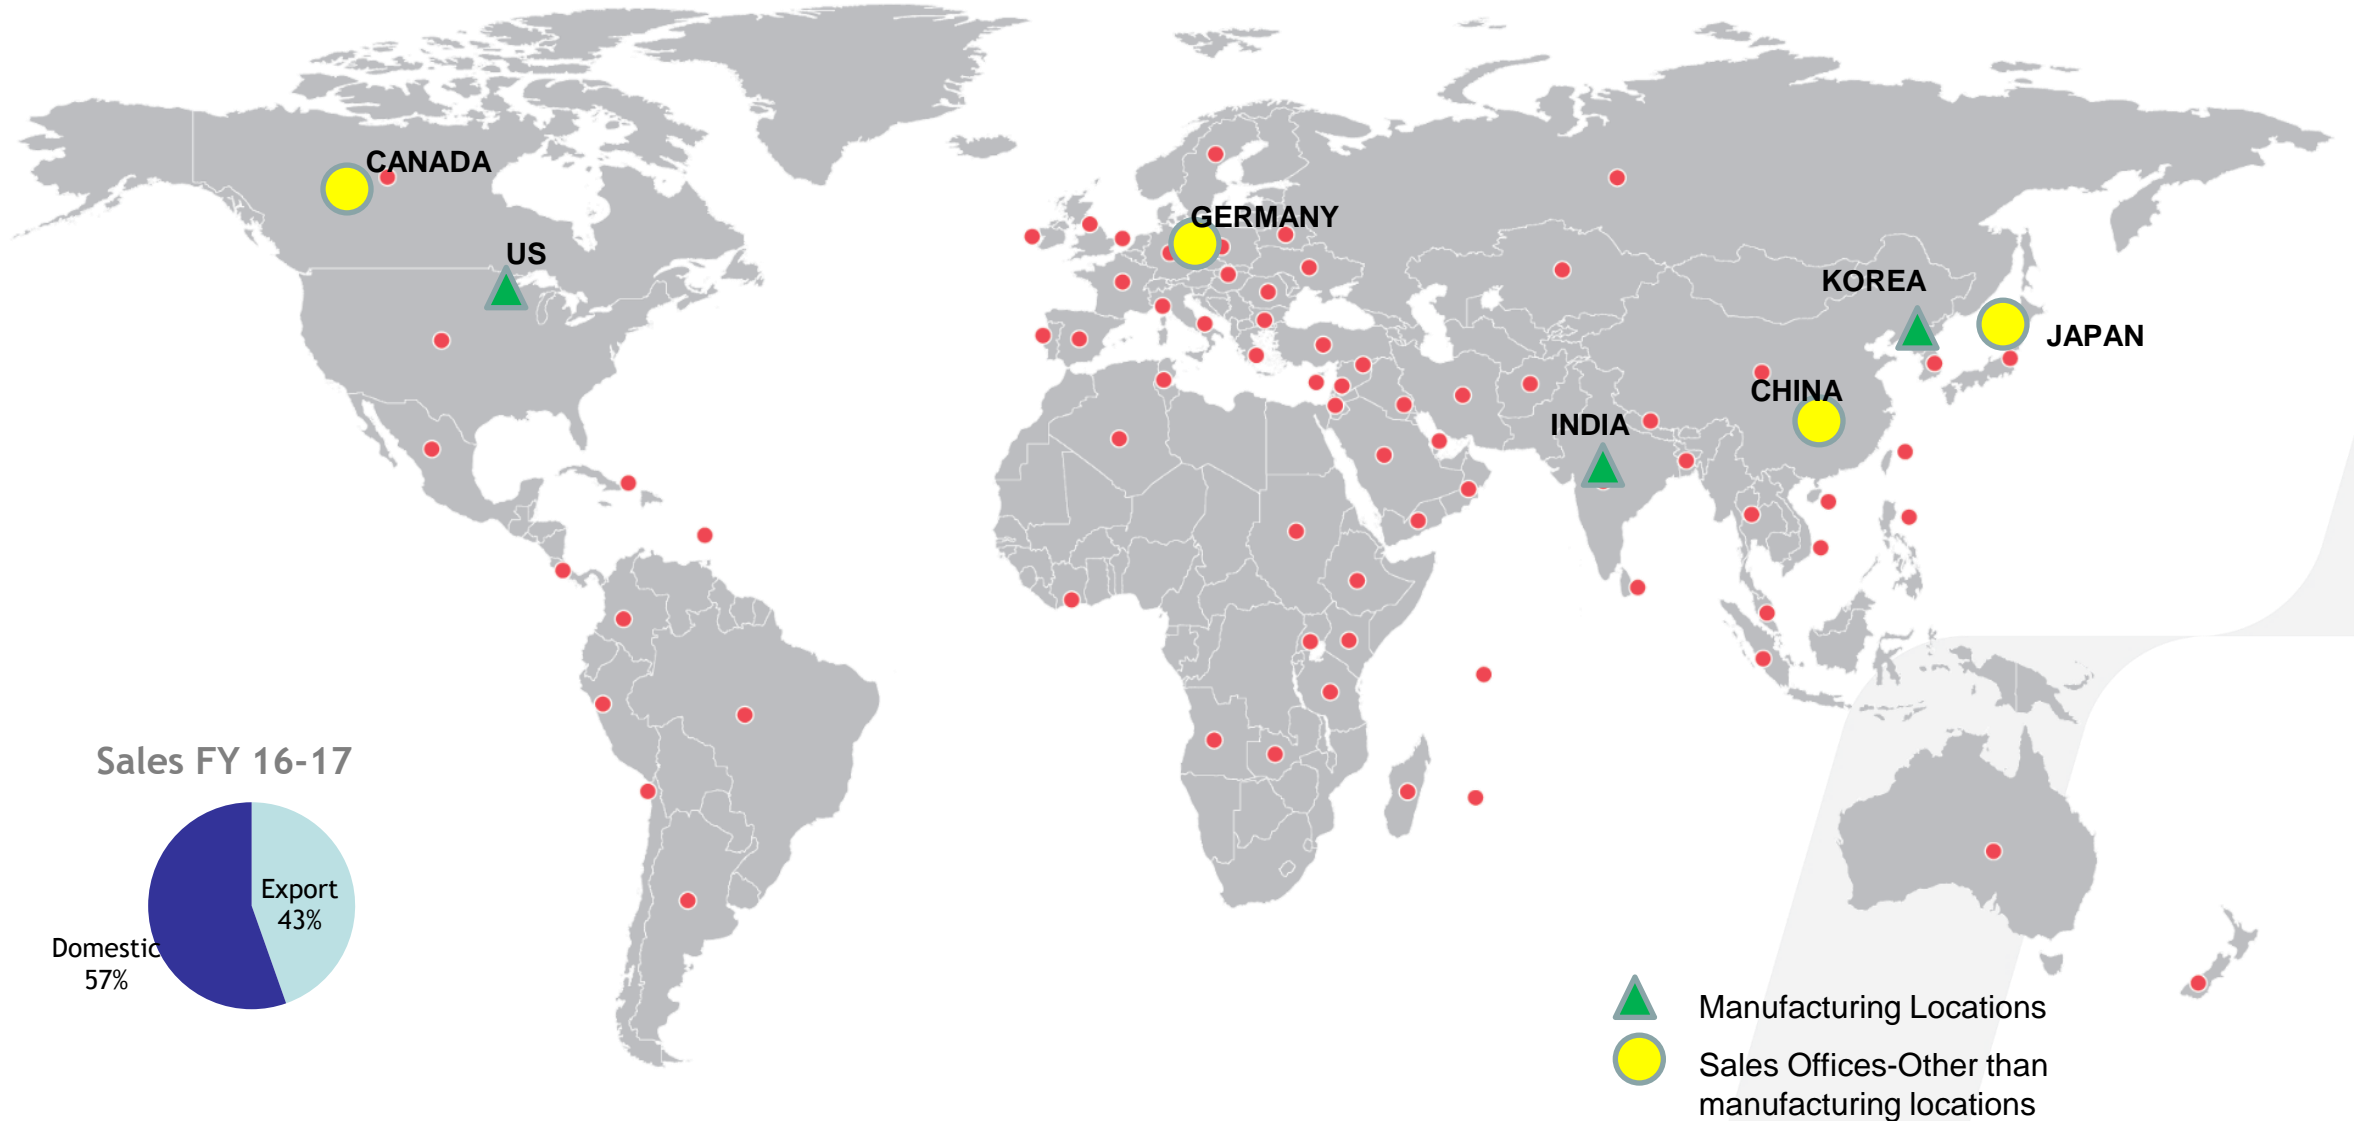 CANADA
US
GERMANY
KOREA
JAPAN
CHINA
INDIA
Sales FY 16-17
Export
43%
Domestic
57%
Manufacturing Locations
Sales Offices-Other than
manufacturing locations